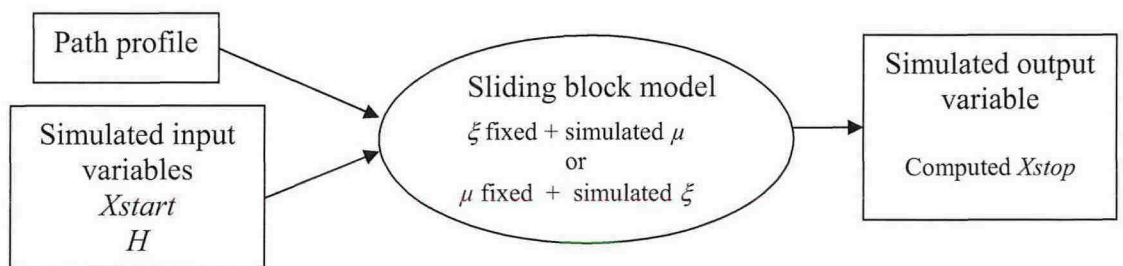 Path profile
Simulated input
variables
Xstart
H
Sliding block model
ξ fixed + simulated μ
or
μ fixed + simulated ξ
Simulated output
variable
Computed Xstop